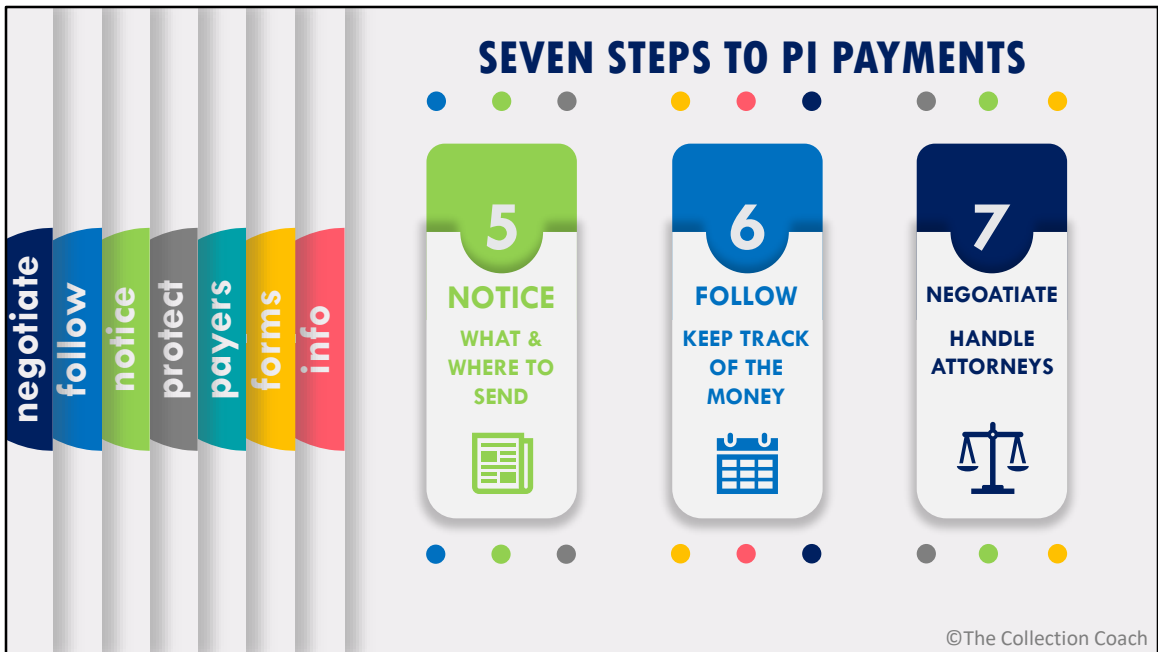 SEVEN STEPS TO PI PAYMENTS
negotiate
follow
notice
protect
payers
forms
info
5
NOTICE
WHAT &
WHERE TO
SEND
6
FOLLOW
KEEP TRACK
OF THE
MONEY
7
NEGOATIATE
HANDLE
ATTORNEYS
©The Collection Coach